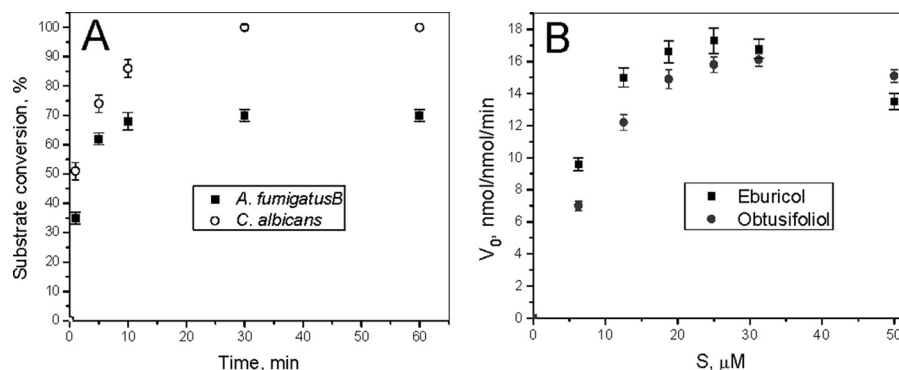 A
Substrate conversion, %
100
90
80
70
60
50
40
30
20
10
0
A. fumigatusB
C. albicans
0 10 20 30 40 50 60
Time, min
B
V0, nmol/nmol/min
18
16
14
12
10
8
6
4
2
0
Eburicol
Obtusifoliol
0 10 20 30 40 50
S, μM